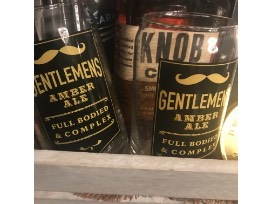 GENTLEMENS
AMBER
ALE
FULL BODIED
& COMPLEX
KNOB
GENTLEMENS
AMBER
ALE
FULL BODIED
& COMPLEX